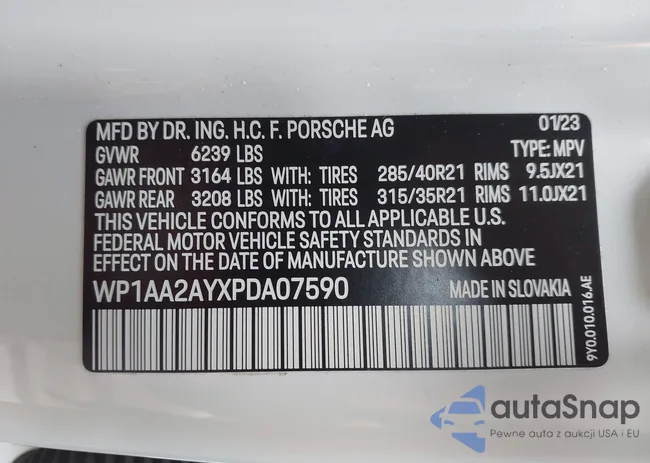 MFD BY DR. ING. H.C. F. PORSCHE AG 01/23
GVWR 6239 LBS TYPE: MPV
GAWR FRONT 3164 LBS WITH: TIRES 285/40R21 RIMS 9.5JX21
GAWR REAR 3208 LBS WITH: TIRES 315/35R21 RIMS 11.0JX21
THIS VEHICLE CONFORMS TO ALL APPLICABLE U.S.
FEDERAL MOTOR VEHICLE SAFETY STANDARDS IN
EFFECT ON THE DATE OF MANUFACTURE SHOWN ABOVE
WP1AA2AYXPDA07590 MADE IN SLOVAKIA
9Y0.010.016.AE
autaSnap
Pewne auta z aukcji USA i EU